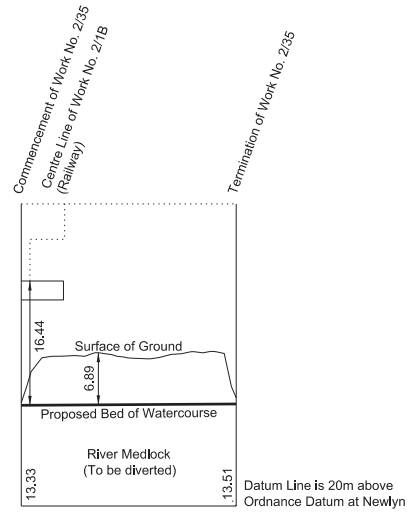 Commencement of Work No. 2/35
Centre Line of Work No. 2/1B
(Railway)
Termination of Work No. 2/35
16.44
Surface of Ground
6.89
Proposed Bed of Watercourse
River Medlock
(To be diverted)
13.33
13.51
Datum Line is 20m above
Ordnance Datum at Newlyn